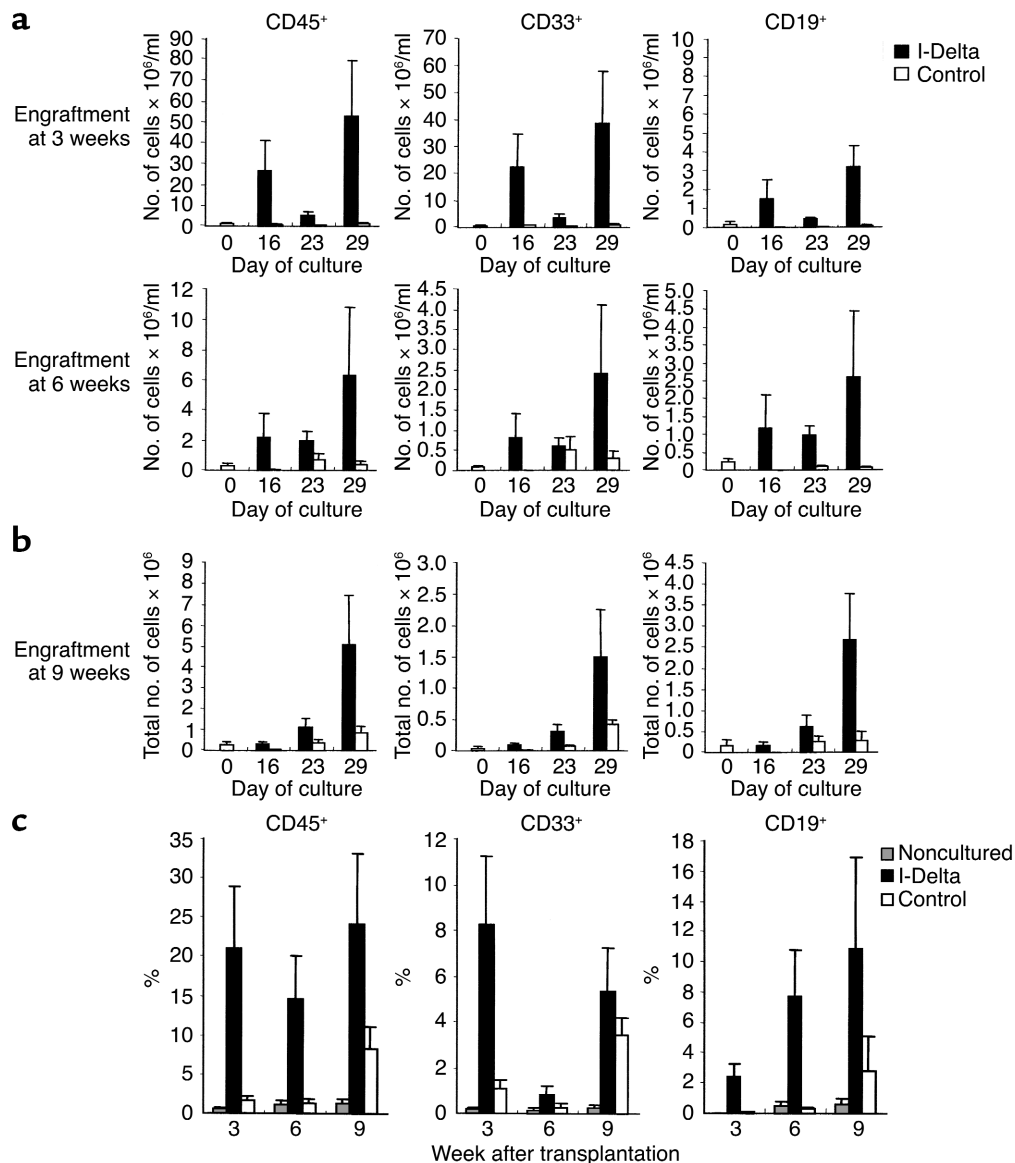 a
CD45⁺ CD33⁺ CD19⁺
I-Delta
Control
Engraftment
at 3 weeks
No. of cells × 10⁶/ml
90
80
70
60
50
40
30
20
10
0
0 16 23 29
Day of culture
No. of cells × 10⁶/ml
70
60
50
40
30
20
10
0
0 16 23 29
Day of culture
No. of cells × 10⁶/ml
10
9
8
7
6
5
4
3
2
1
0
0 16 23 29
Day of culture
Engraftment
at 6 weeks
No. of cells × 10⁶/ml
12
10
8
6
4
2
0
0 16 23 29
Day of culture
No. of cells × 10⁶/ml
4.5
4.0
3.5
3.0
2.5
2.0
1.5
1.0
0.5
0
0 16 23 29
Day of culture
No. of cells × 10⁶/ml
5.0
4.5
4.0
3.5
3.0
2.5
2.0
1.5
1.0
0.5
0
0 16 23 29
Day of culture
b
Engraftment
at 9 weeks
Total no. of cells × 10⁶
9
8
7
6
5
4
3
2
1
0
0 16 23 29
Day of culture
Total no. of cells × 10⁶
3.0
2.5
2.0
1.5
1.0
0.5
0
0 16 23 29
Day of culture
Total no. of cells × 10⁶
4.5
4.0
3.5
3.0
2.5
2.0
1.5
1.0
0.5
0
0 16 23 29
Day of culture
c
CD45⁺ CD33⁺ CD19⁺
Noncultured
I-Delta
Control
%
35
30
25
20
15
10
5
0
3 6 9
%
12
10
8
6
4
2
0
3 6 9
%
18
16
14
12
10
8
6
4
2
0
3 6 9
Week after transplantation